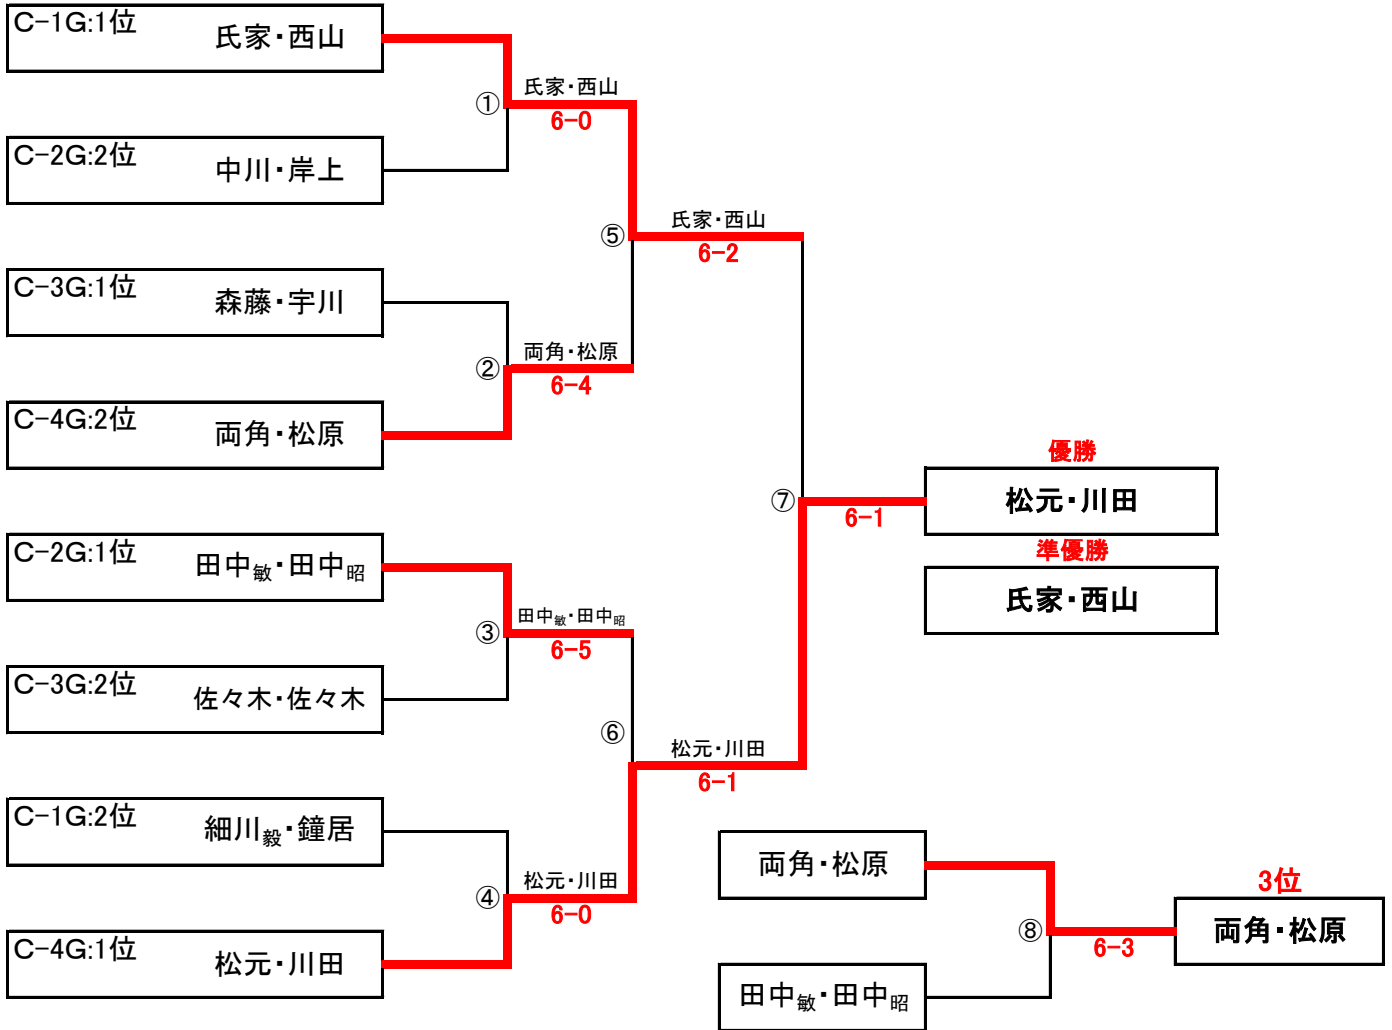 C-1G:1位
氏家・西山
氏家・西山
①
6-0
C-2G:2位
中川・岸上
氏家・西山
⑤
6-2
C-3G:1位
森藤・宇川
両角・松原
②
6-4
C-4G:2位
両角・松原
優勝
⑦
6-1
松元・川田
準優勝
氏家・西山
C-2G:1位
田中敏・田中昭
田中敏・田中昭
③
6-5
C-3G:2位
佐々木・佐々木
⑥
松元・川田
6-1
C-1G:2位
細川毅・鐘居
松元・川田
④
6-0
C-4G:1位
松元・川田
両角・松原
3位
⑧
6-3
両角・松原
田中敏・田中昭